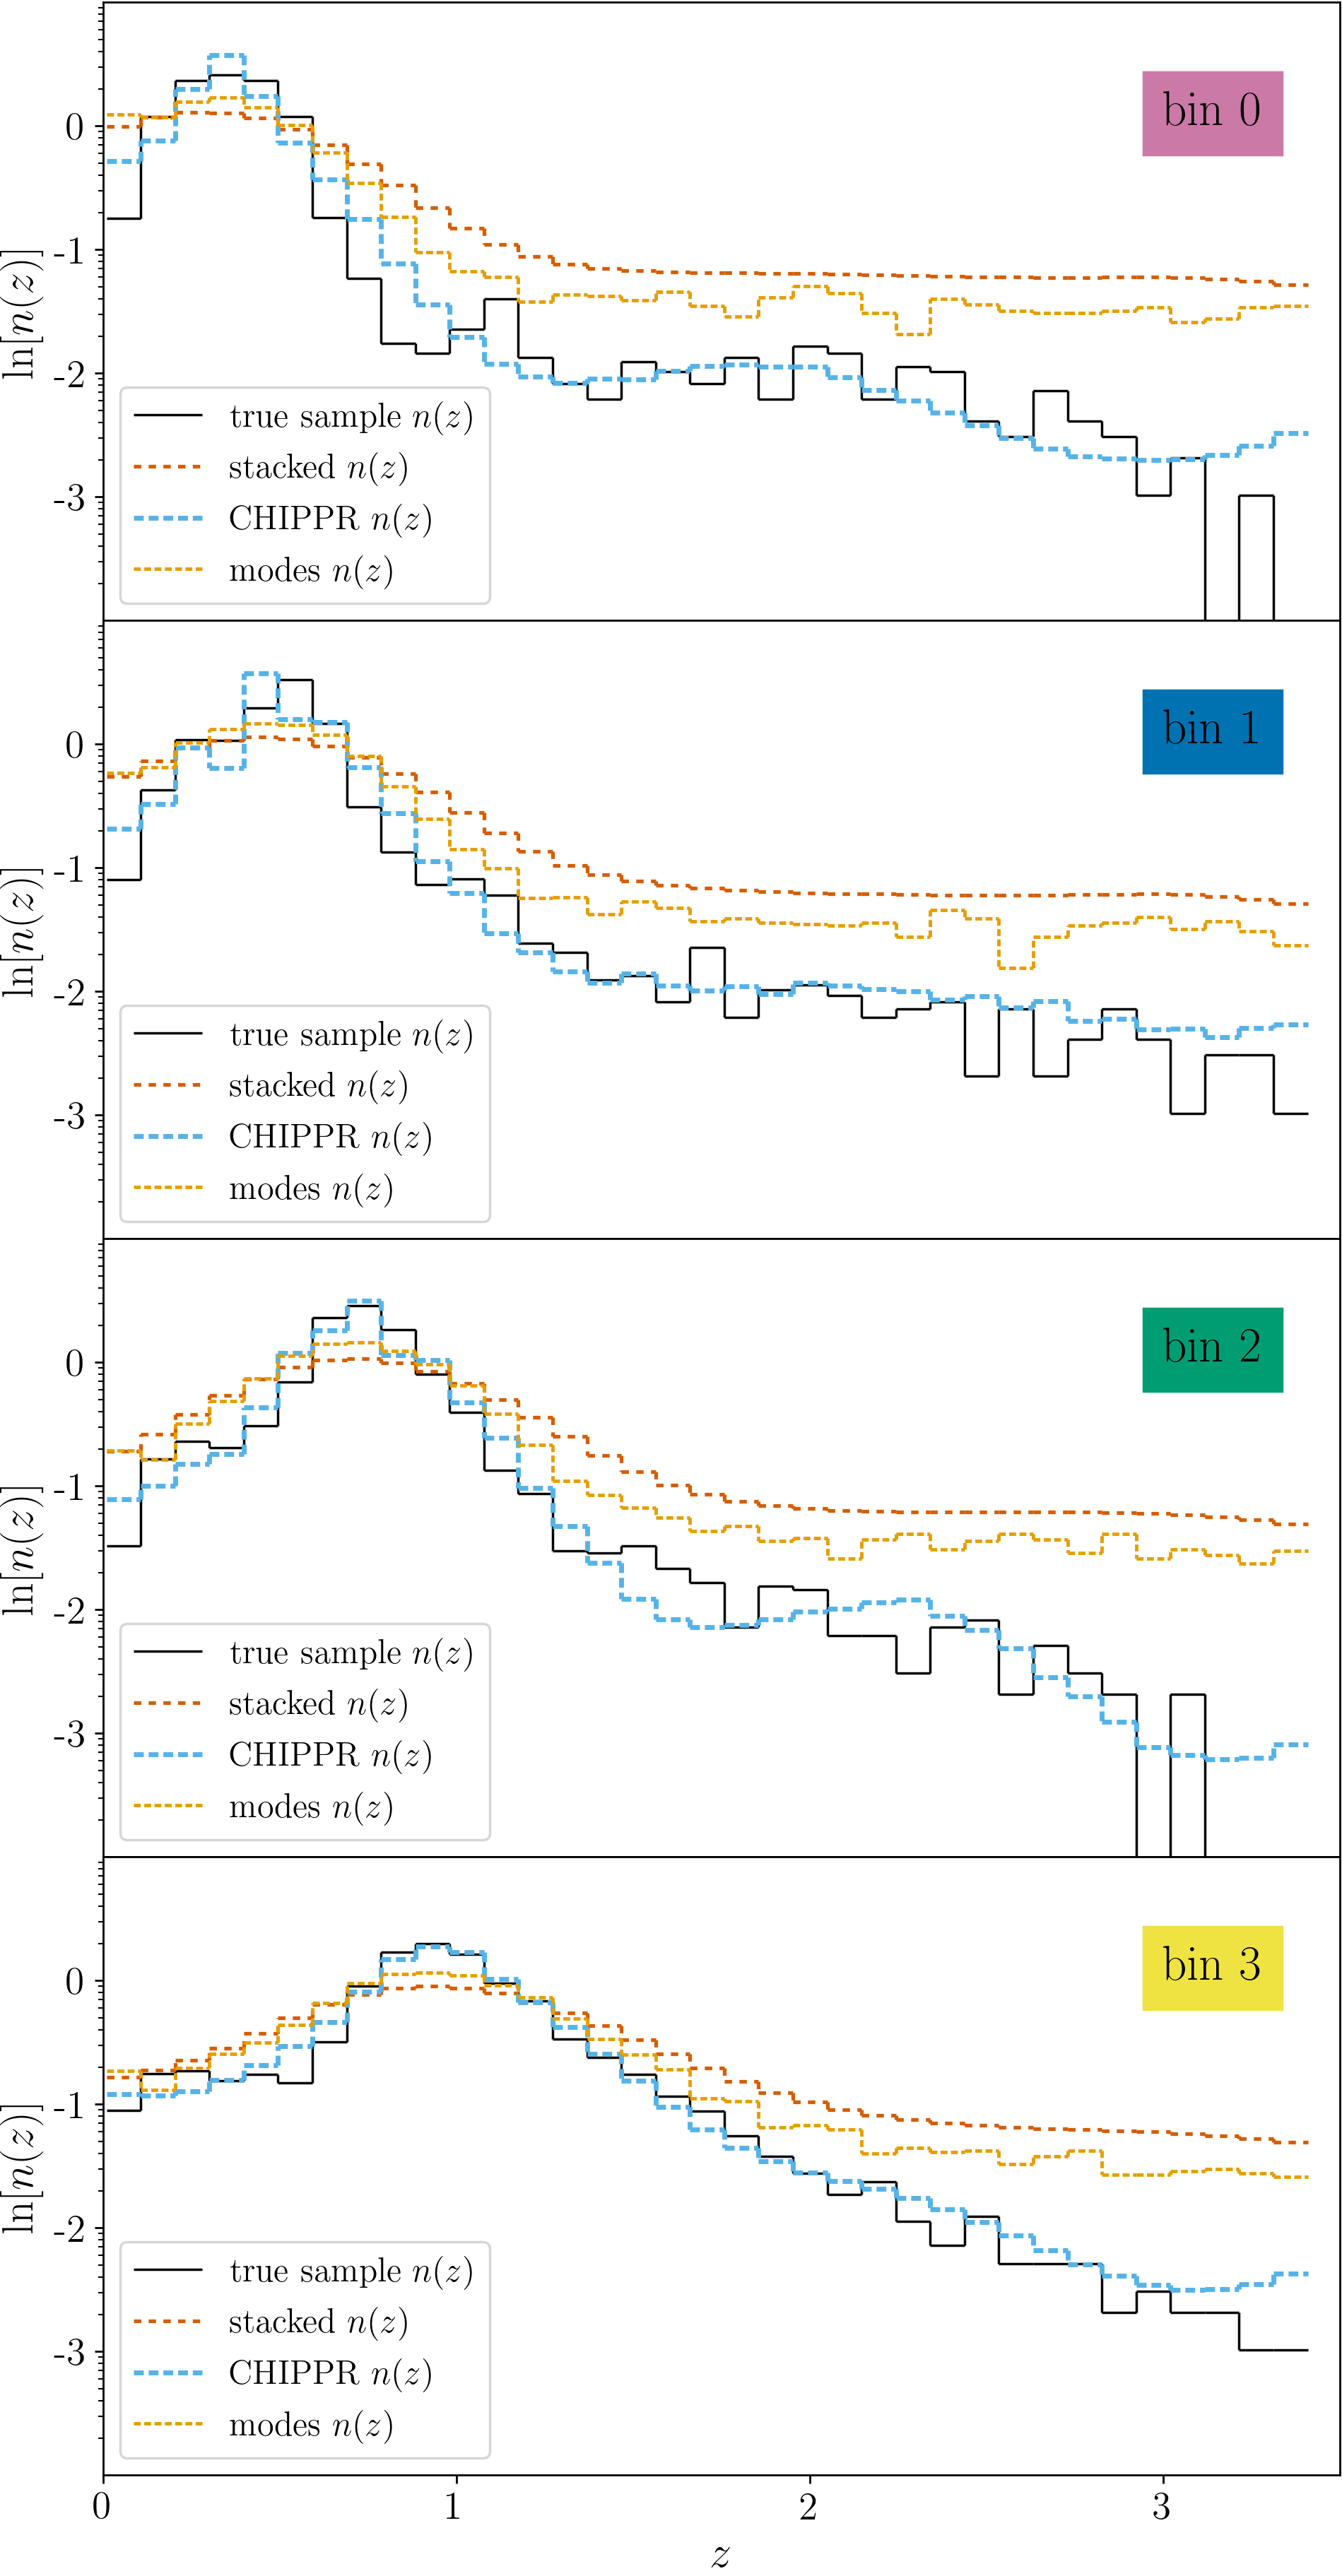 bin 0
0
-1
-2
-3
ln[n(z)]
true sample n(z)
stacked n(z)
CHIPPR n(z)
modes n(z)
bin 1
0
-1
-2
-3
ln[n(z)]
true sample n(z)
stacked n(z)
CHIPPR n(z)
modes n(z)
bin 2
0
-1
-2
-3
ln[n(z)]
true sample n(z)
stacked n(z)
CHIPPR n(z)
modes n(z)
bin 3
0
-1
-2
-3
ln[n(z)]
true sample n(z)
stacked n(z)
CHIPPR n(z)
modes n(z)
0 1 2 3
z